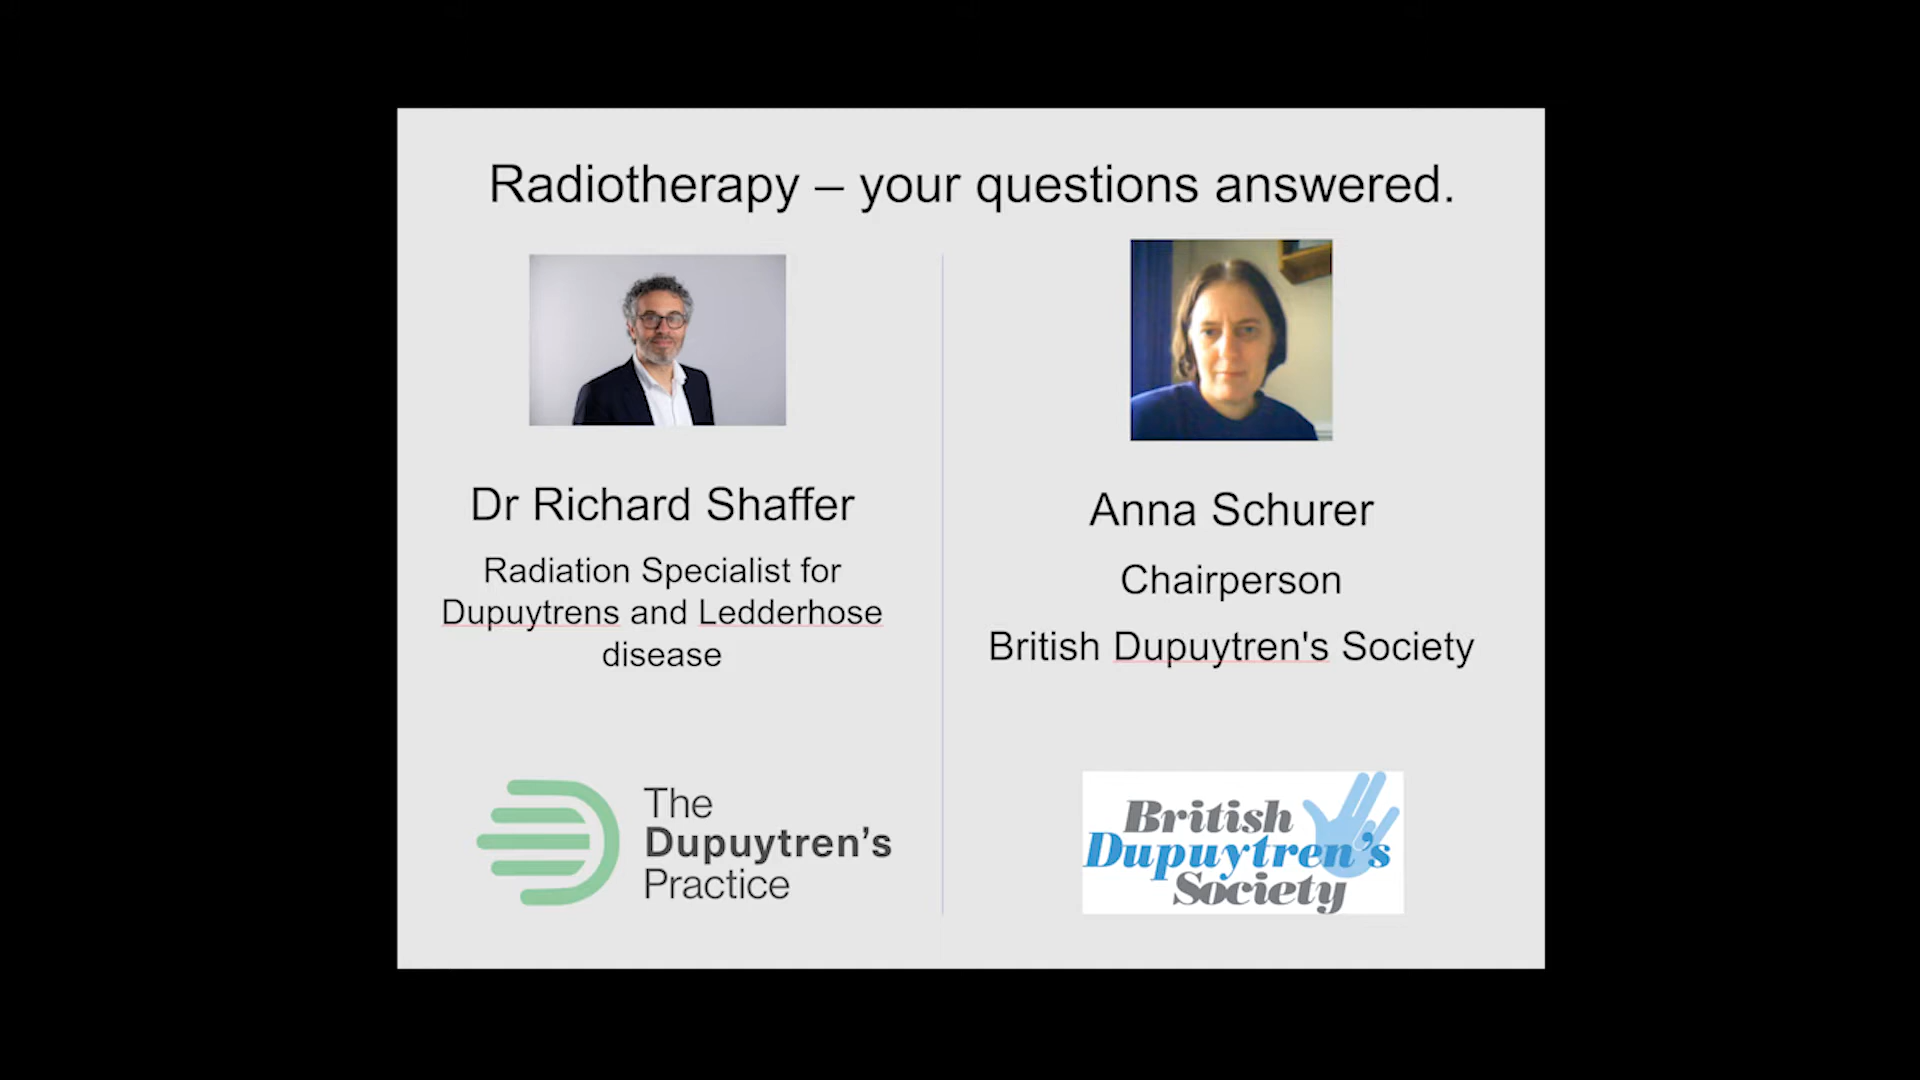 Radiotherapy – your questions answered.
Dr Richard Shaffer
Radiation Specialist for
Dupuytrens and Ledderhose
disease
The
Dupuytren’s
Practice
Anna Schurer
Chairperson
British Dupuytren's Society
British
Dupuytren's
Society